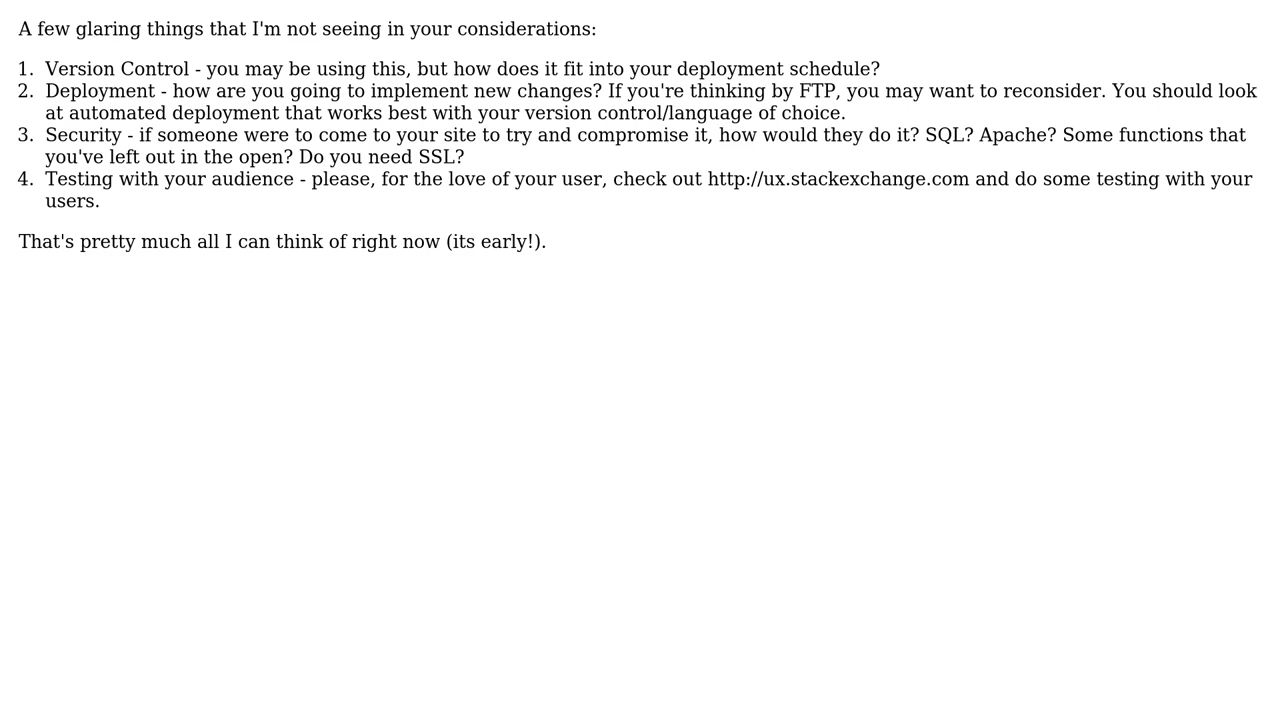 A few glaring things that I'm not seeing in your considerations:
1. Version Control - you may be using this, but how does it fit into your deployment schedule?
2. Deployment - how are you going to implement new changes? If you're thinking by FTP, you may want to reconsider. You should look
at automated deployment that works best with your version control/language of choice.
3. Security - if someone were to come to your site to try and compromise it, how would they do it? SQL? Apache? Some functions that
you've left out in the open? Do you need SSL?
4. Testing with your audience - please, for the love of your user, check out http://ux.stackexchange.com and do some testing with your
users.
That's pretty much all I can think of right now (its early!).